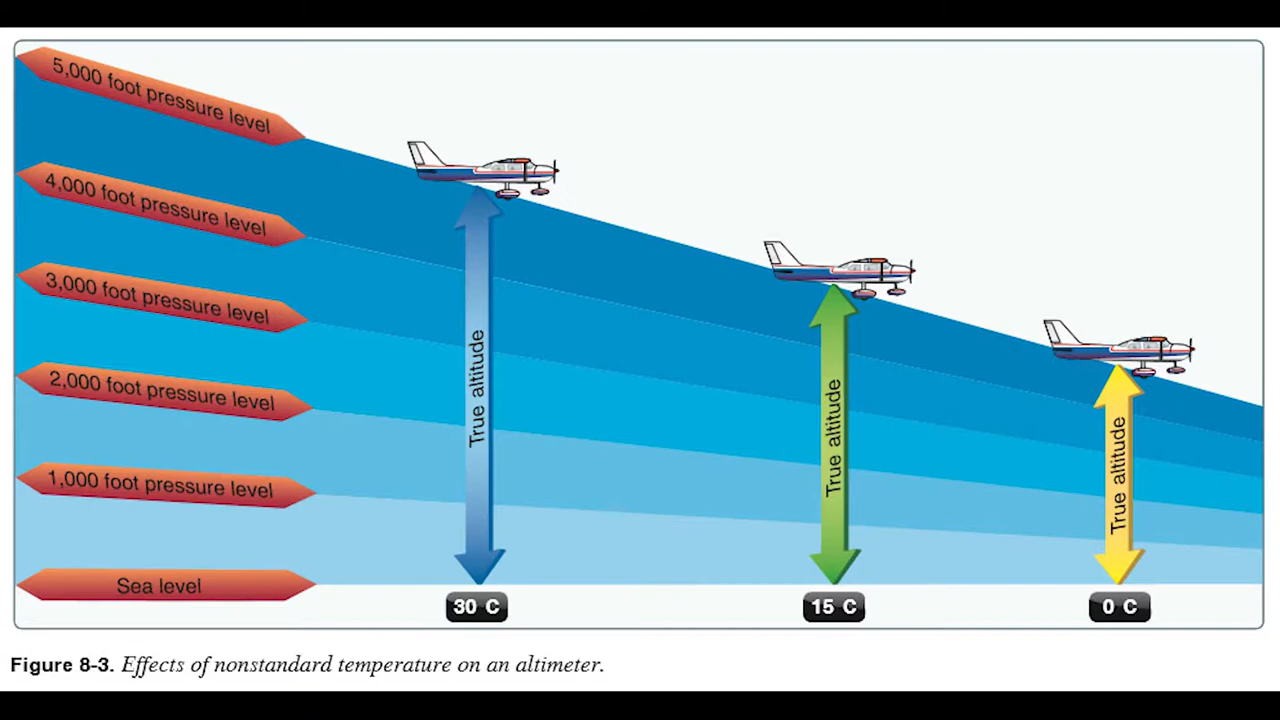 5,000 foot pressure level
4,000 foot pressure level
3,000 foot pressure level
2,000 foot pressure level
1,000 foot pressure level
Sea level
True altitude
True altitude
True altitude
30 C
15 C
0 C
Figure 8-3. Effects of nonstandard temperature on an altimeter.